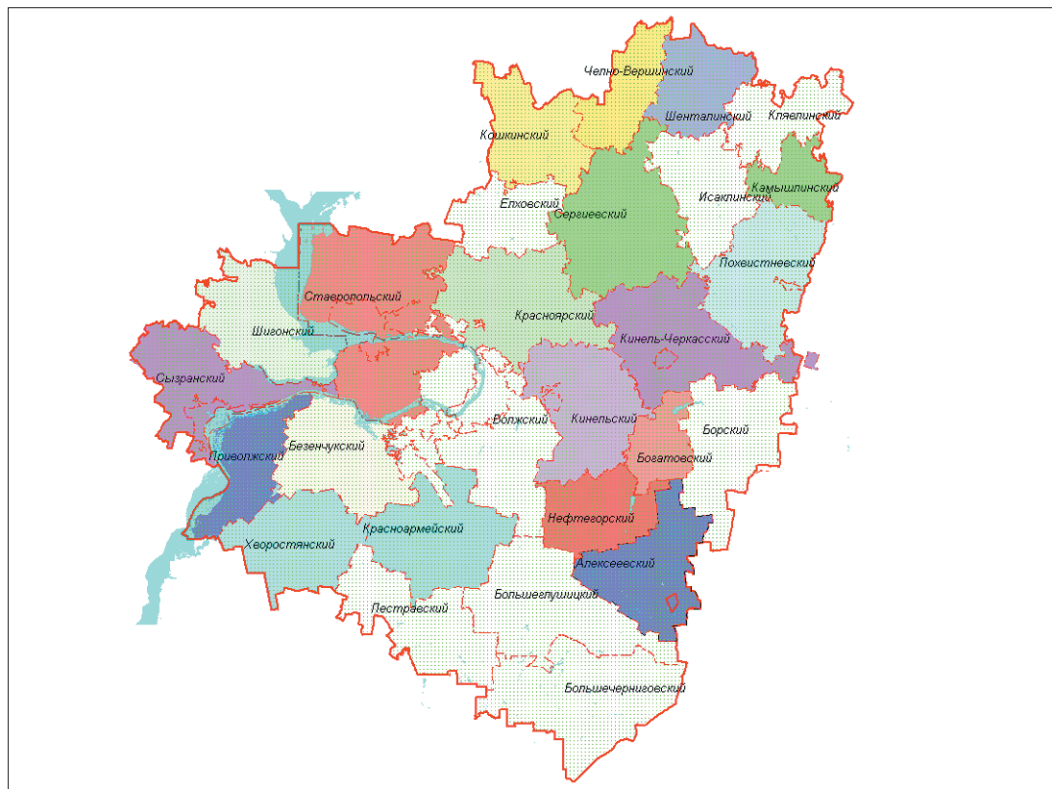 Челно-Вершинский
Шенталинский
Клявлинский
Кошкинский
Камышлинский
Исаклинский
Елховский
Сергиевский
Похвистневский
Ставропольский
Красноярский
Шигонский
Кинель-Черкасский
Сызранский
Волжский
Кинельский
Борский
Безенчукский
Приволжский
Богатовский
Нефтегорский
Красноармейский
Хворостянский
Алексеевский
Большеглушицкий
Пестравский
Большечерниговский